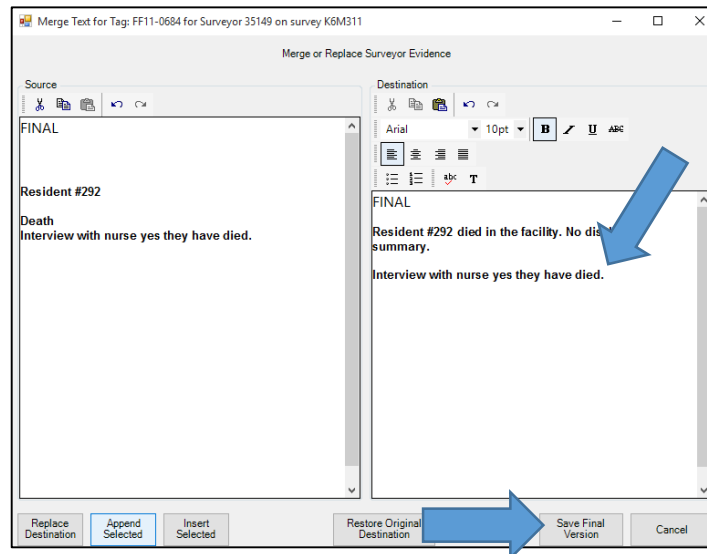 Merge Text for Tag: FF11-0684 for Surveyor 35149 on survey K6M311
Merge or Replace Surveyor Evidence
Source
FINAL
Resident #292
Death
Interview with nurse yes they have died.
Destination
Arial 10pt B I U ABC
abc T
FINAL
Resident #292 died in the facility. No
summary.
Interview with nurse yes they have died.
Replace Destination
Append Selected
Insert Selected
Restore Original Destination
Save Final Version
Cancel